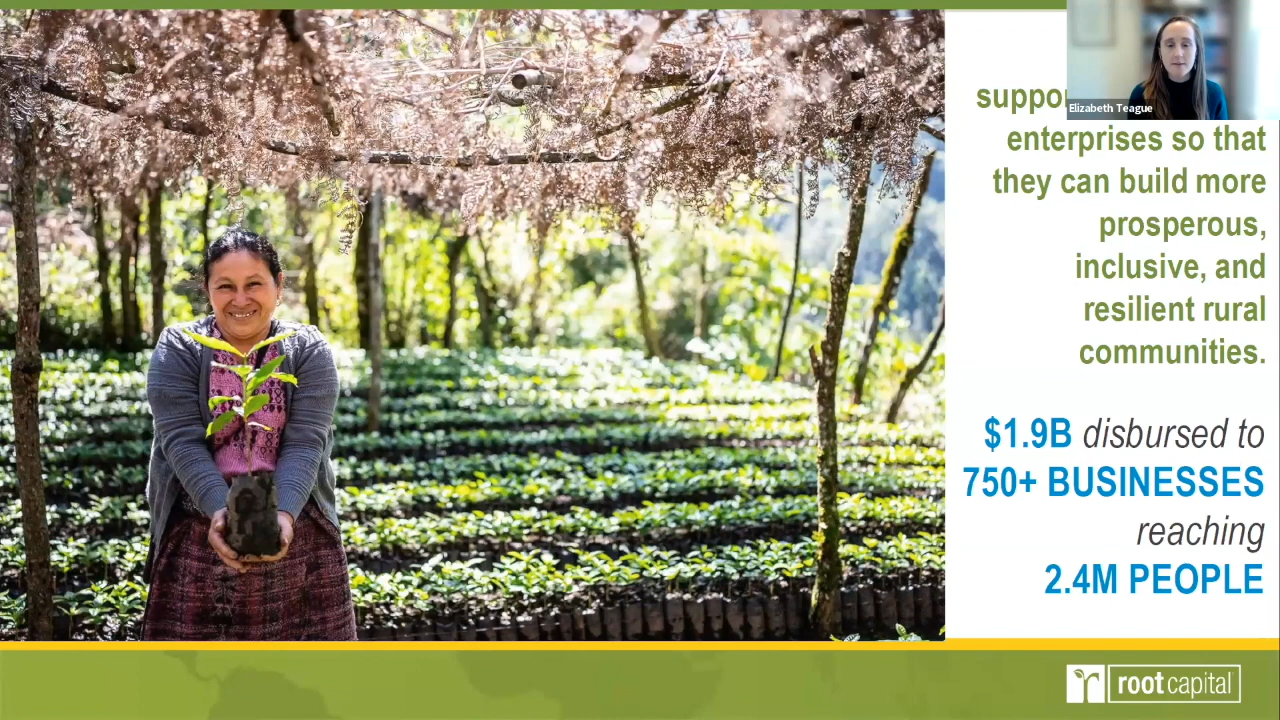 Elizabeth Teague
enterprises so that
they can build more
prosperous,
inclusive, and
resilient rural
communities.
$1.9B disbursed to
750+ BUSINESSES
reaching
2.4M PEOPLE
root capital